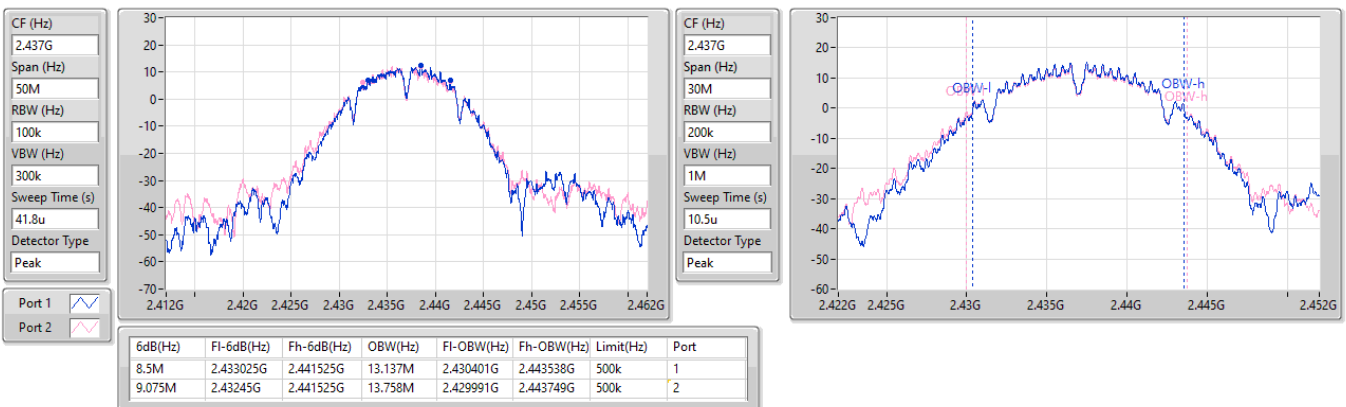 CF (Hz)
2.437G
Span (Hz)
50M
RBW (Hz)
100k
VBW (Hz)
300k
Sweep Time (s)
41.8u
Detector Type
Peak
Port 1
Port 2
30
20
10
0
-10
-20
-30
-40
-50
-60
-70
2.412G 2.42G 2.425G 2.43G 2.435G 2.44G 2.445G 2.45G 2.455G 2.462G
CF (Hz)
2.437G
Span (Hz)
30M
RBW (Hz)
200k
VBW (Hz)
1M
Sweep Time (s)
10.5u
Detector Type
Peak
30
20
10
0
-10
-20
-30
-40
-50
-60
OBW-l
OBW-h
OBW-h
2.422G 2.425G 2.43G 2.435G 2.44G 2.445G 2.452G
6dB(Hz) Fl-6dB(Hz) Fh-6dB(Hz) OBW(Hz) Fl-OBW(Hz) Fh-OBW(Hz) Limit(Hz) Port
8.5M 2.433025G 2.441525G 13.137M 2.430401G 2.443538G 500k 1
9.075M 2.43245G 2.441525G 13.758M 2.429991G 2.443749G 500k 2